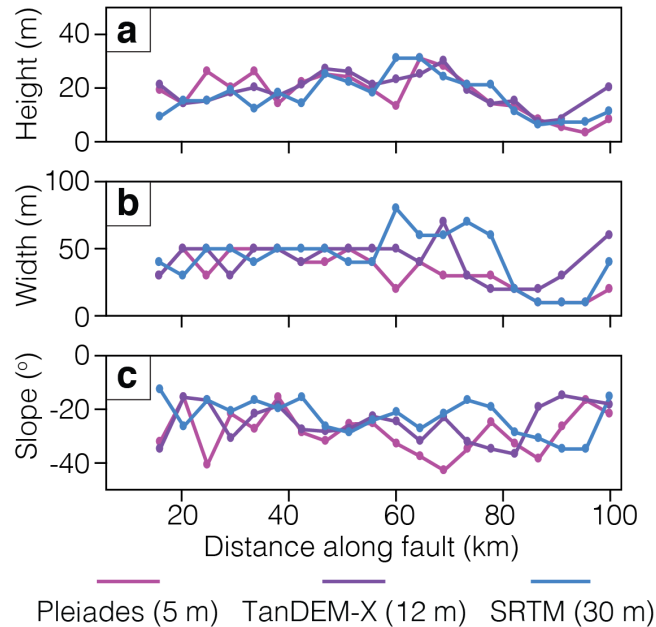 a
Height (m)
40
20
0
b
Width (m)
100
50
0
c
Slope (°)
0
-20
-40
20 40 60 80 100
Distance along fault (km)
Pleiades (5 m) TanDEM-X (12 m) SRTM (30 m)